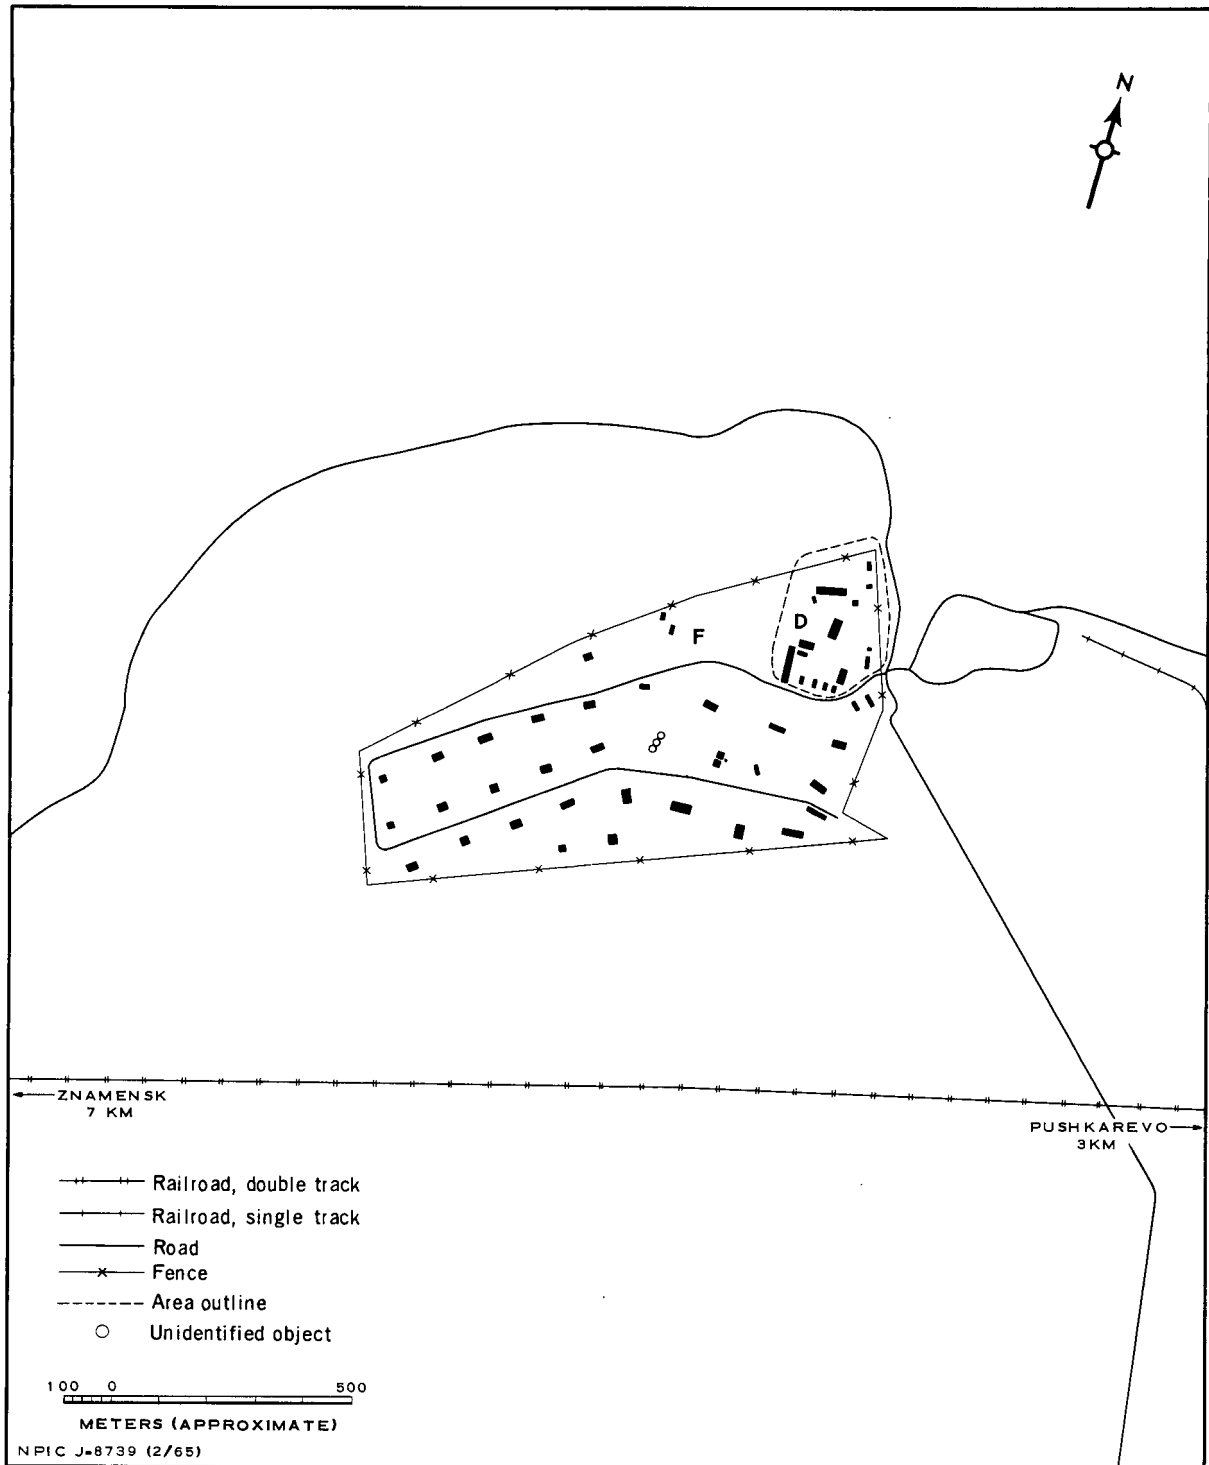 N
D
F
ZNAMENSK
7 KM
PUSHKAREVO
3KM
Railroad, double track
Railroad, single track
Road
Fence
Area outline
Unidentified object
100 0 500
METERS (APPROXIMATE)
NPIC J-8739 (2/65)